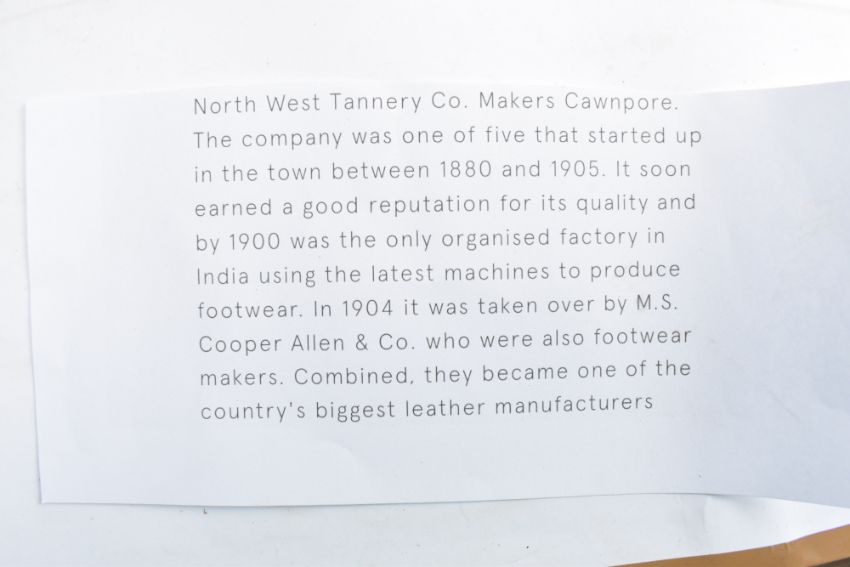 North West Tannery Co. Makers Cawnpore.
The company was one of five that started up
in the town between 1880 and 1905. It soon
earned a good reputation for its quality and
by 1900 was the only organised factory in
India using the latest machines to produce
footwear. In 1904 it was taken over by M.S.
Cooper Allen & Co. who were also footwear
makers. Combined, they became one of the
country's biggest leather manufacturers